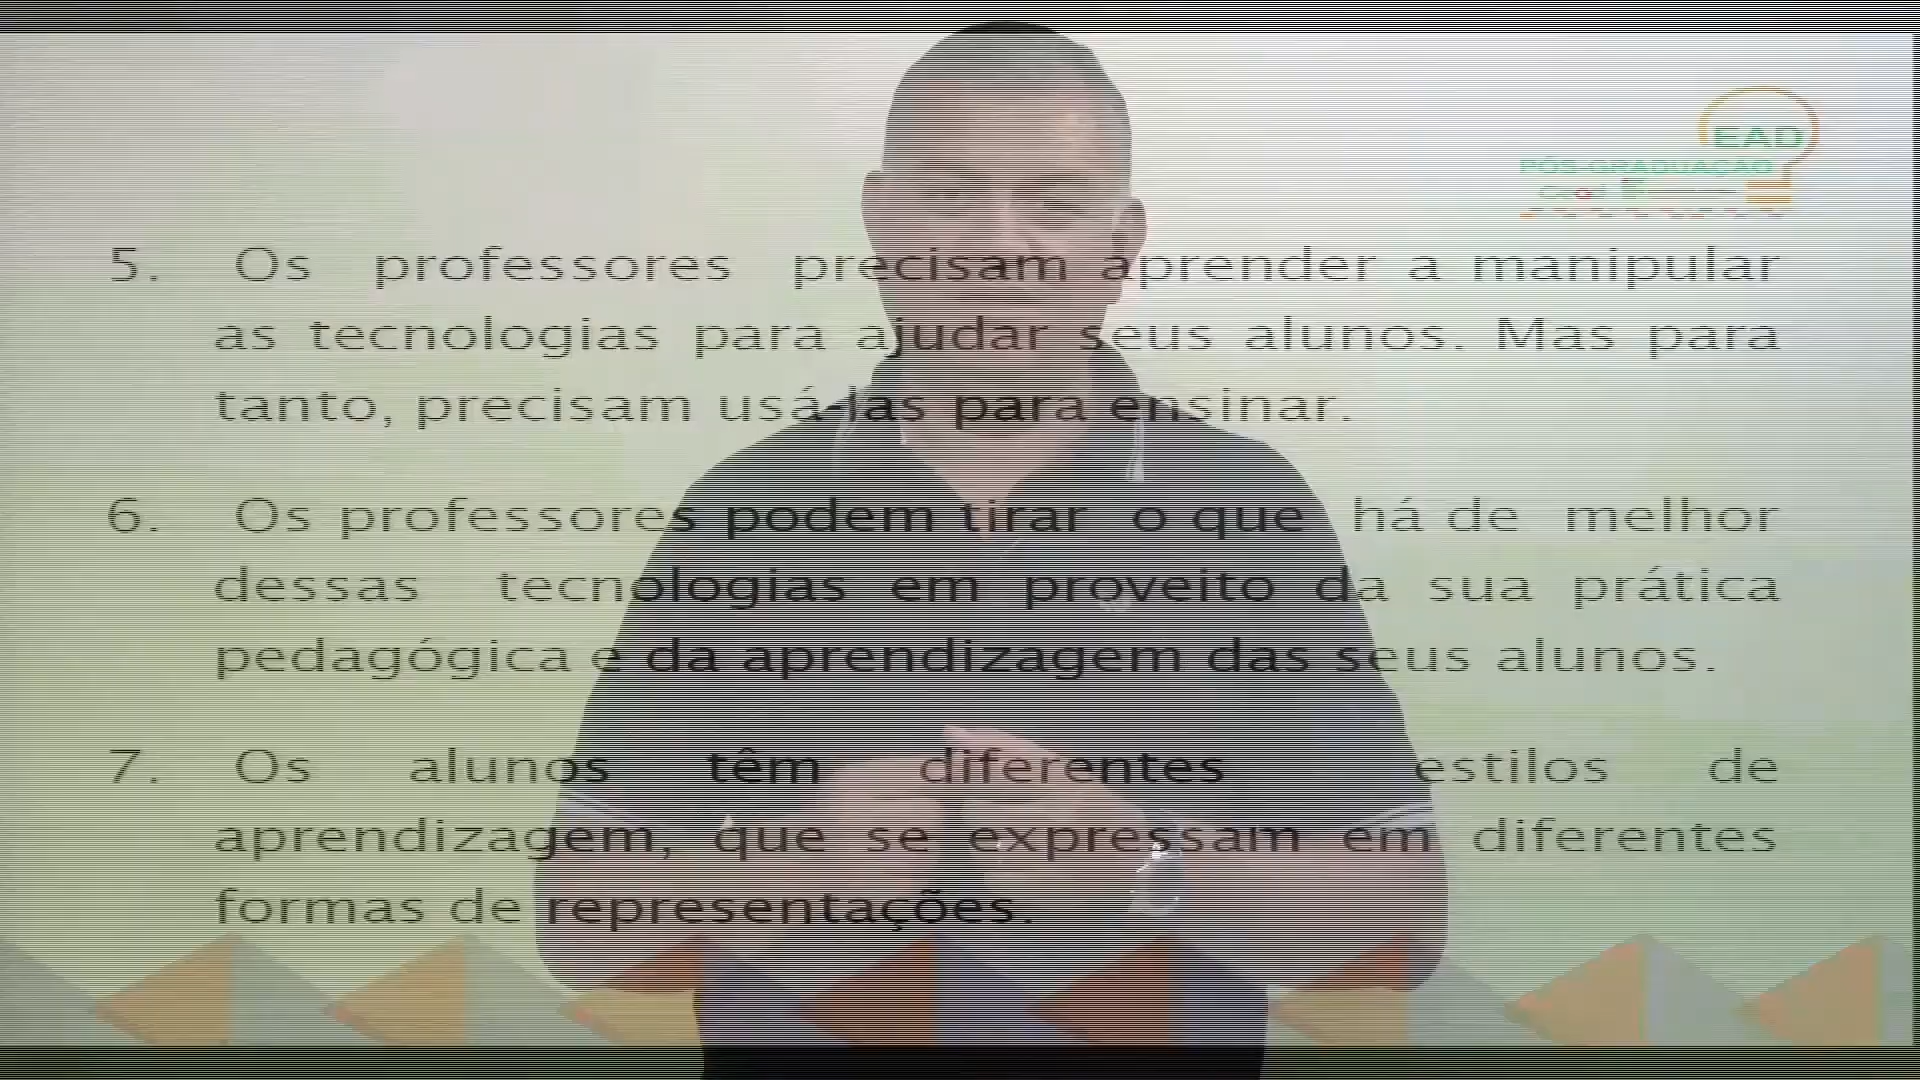 EAD
PÓS-GRADUAÇÃO
5. Os professores precisam aprender a manipular
as tecnologias para ajudar seus alunos. Mas para
tanto, precisam usá-las para ensinar.
6. Os professores podem tirar o que há de melhor
dessas tecnologias em proveito da sua prática
pedagógica e da aprendizagem das seus alunos.
7. Os alunos têm diferentes estilos de
aprendizagem, que se expressam em diferentes
formas de representações.